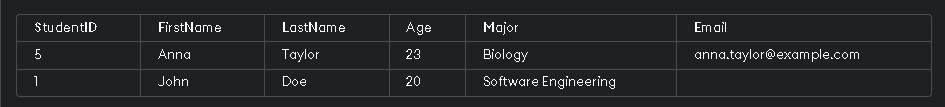 StudentID FirstName LastName Age Major Email
5 Anna Taylor 23 Biology anna.taylor@example.com
1 John Doe 20 Software Engineering